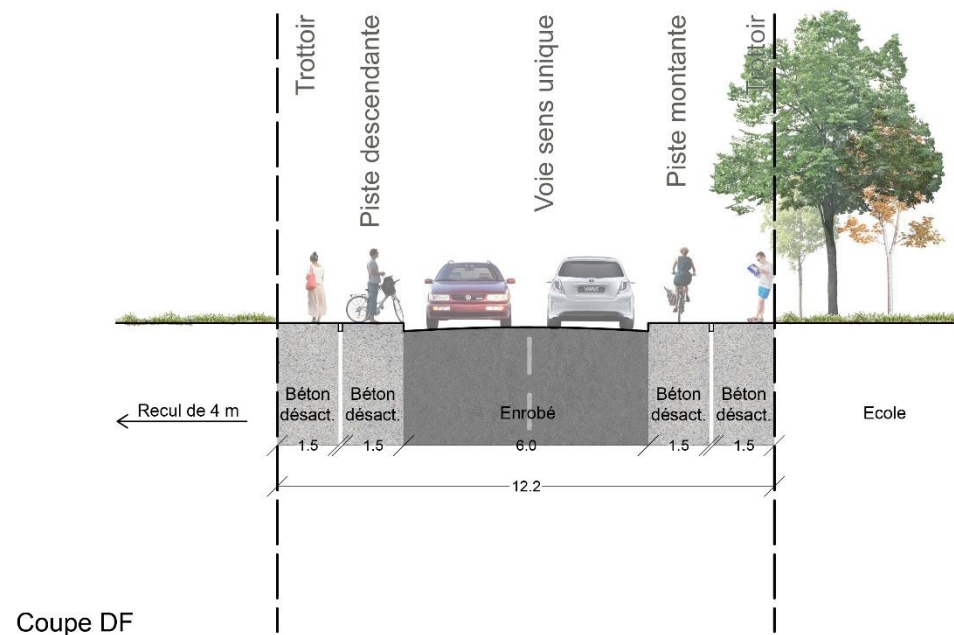 Trottoir
Piste descendante
Voie sens unique
Piste montante
Trottoir
Béton
désact.
Béton
désact.
Enrobé
Béton
désact.
Béton
désact.
Recul de 4 m
Ecole
1.5
1.5
6.0
1.5
1.5
12.2
Coupe DF